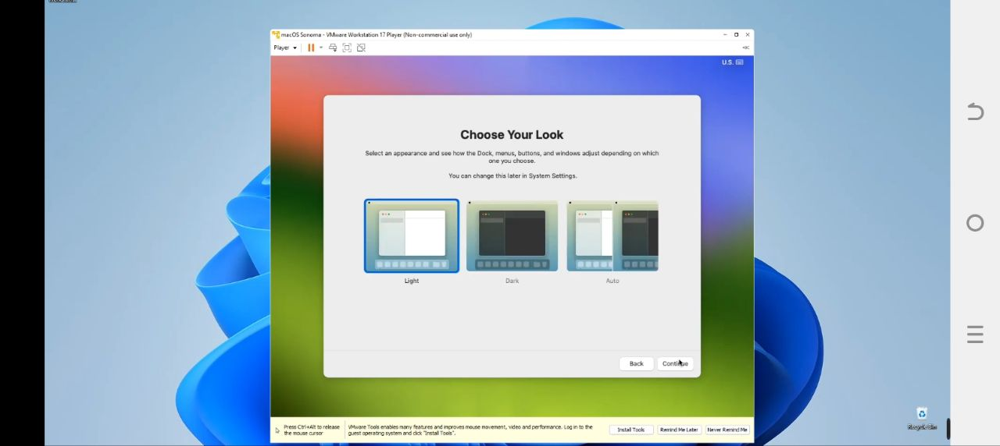 macOS Sonoma - VMware Workstation 17 Player (Non-commercial use only)
Player
U.S.
Choose Your Look
Select an appearance and see how the Dock, menus, buttons, and windows adjust depending on which
one you choose.
You can change this later in System Settings.
Light
Dark
Auto
Back
Continue
Press Ctrl+Alt to release
the mouse cursor
VMware Tools enables many features and improves mouse movement, video and performance. Log in to the
guest operating system and click "Install Tools".
Install Tools
Remind Me Later
Never Remind Me
Recycle Bin